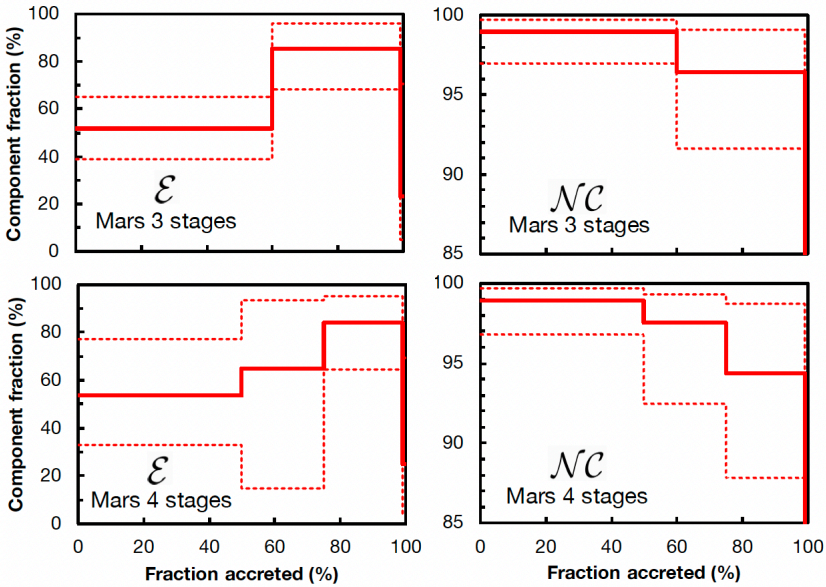 Component fraction (%)
100
80
60
40
20
0
ℰ
Mars 3 stages
100
95
90
85
𝒩𝒞
Mars 3 stages
Component fraction (%)
100
80
60
40
20
0
ℰ
Mars 4 stages
0 20 40 60 80 100
Fraction accreted (%)
100
95
90
85
𝒩𝒞
Mars 4 stages
0 20 40 60 80 100
Fraction accreted (%)